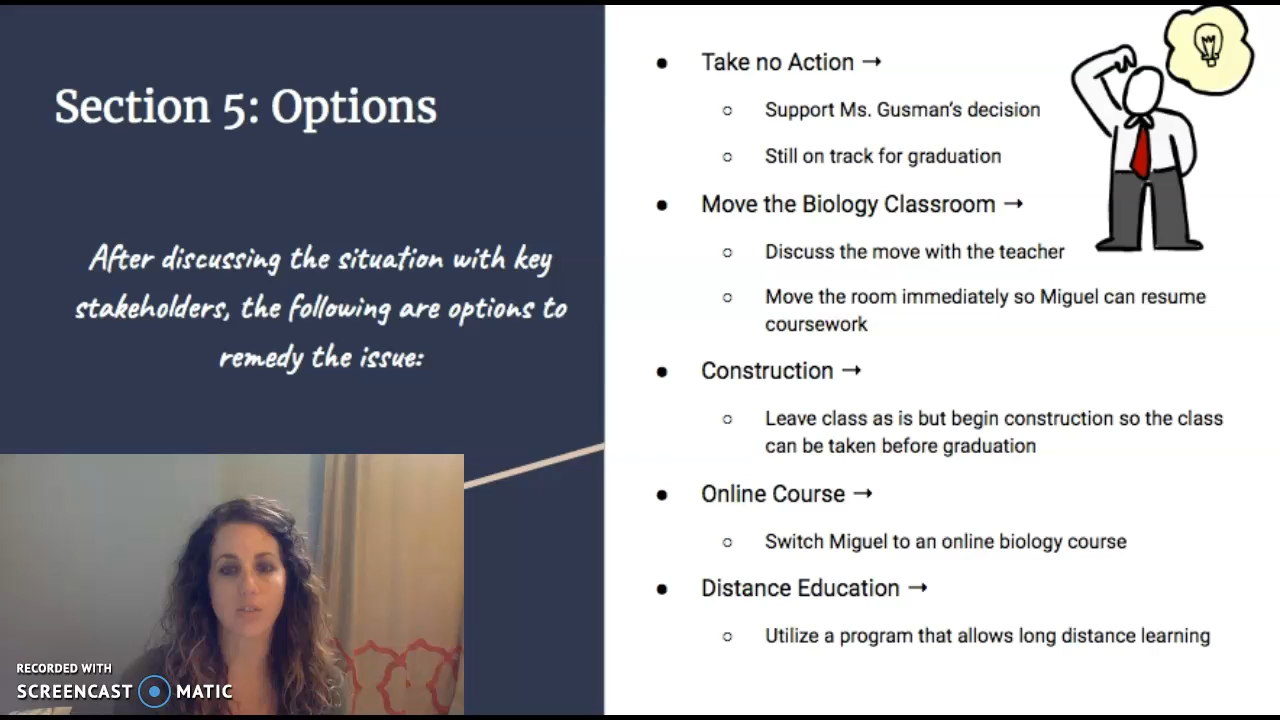 Section 5: Options
After discussing the situation with key
stakeholders, the following are options to
remedy the issue:
● Take no Action →
○ Support Ms. Gusman's decision
○ Still on track for graduation
● Move the Biology Classroom →
○ Discuss the move with the teacher
○ Move the room immediately so Miguel can resume
coursework
● Construction →
○ Leave class as is but begin construction so the class
can be taken before graduation
● Online Course →
○ Switch Miguel to an online biology course
● Distance Education →
○ Utilize a program that allows long distance learning
RECORDED WITH
SCREENCAST MATIC